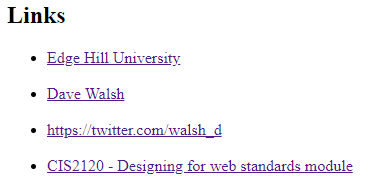 Links
Edge Hill University
Dave Walsh
https://twitter.com/walsh_d
CIS2120 - Designing for web standards module